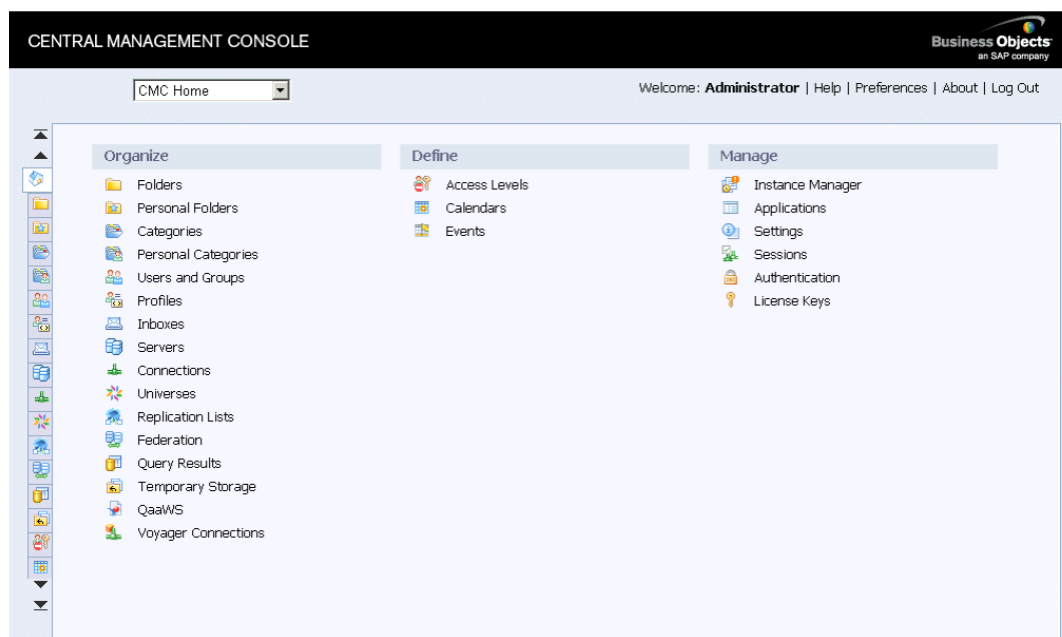 CENTRAL MANAGEMENT CONSOLE
Business Objects
an SAP company
CMC Home
Welcome: Administrator | Help | Preferences | About | Log Out
Organize
Folders
Personal Folders
Categories
Personal Categories
Users and Groups
Profiles
Inboxes
Servers
Connections
Universes
Replication Lists
Federation
Query Results
Temporary Storage
QaaWS
Voyager Connections
Define
Access Levels
Calendars
Events
Manage
Instance Manager
Applications
Settings
Sessions
Authentication
License Keys